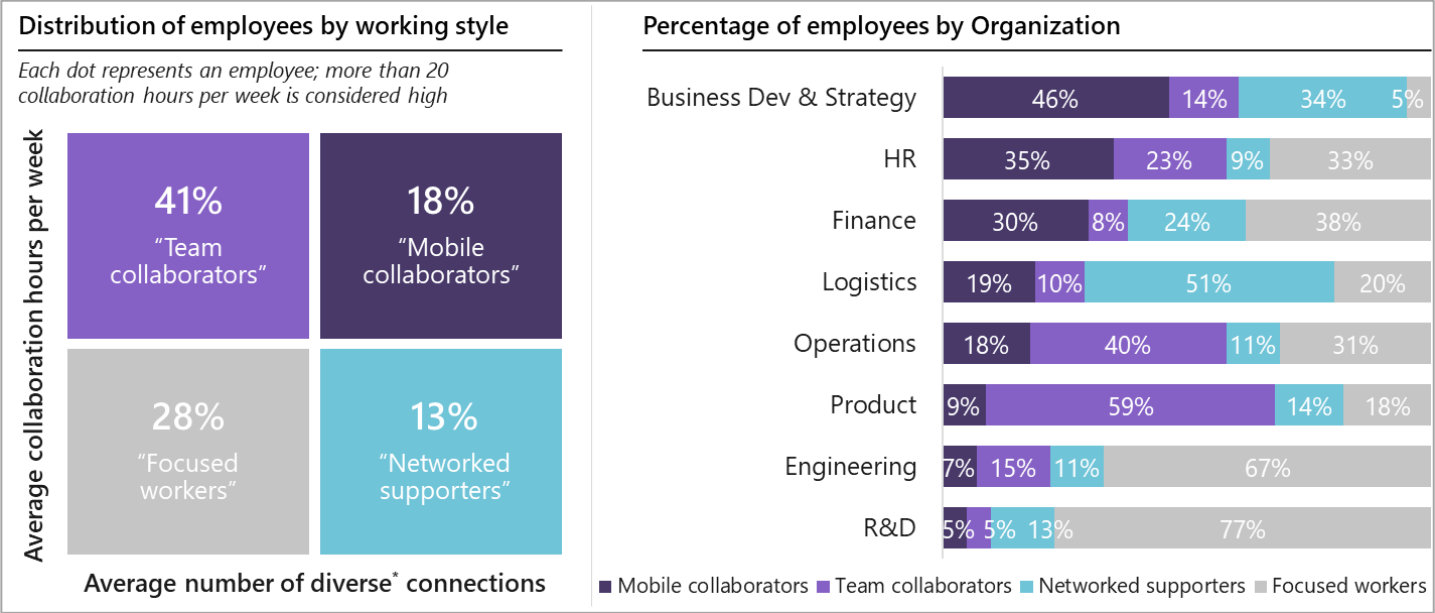 Distribution of employees by working style
Each dot represents an employee; more than 20
collaboration hours per week is considered high
Average collaboration hours per week
41%
“Team
collaborators”
18%
“Mobile
collaborators”
28%
“Focused
workers”
13%
“Networked
supporters”
Average number of diverse* connections
Percentage of employees by Organization
Business Dev & Strategy 46% 14% 34% 5%
HR 35% 23% 9% 33%
Finance 30% 8% 24% 38%
Logistics 19% 10% 51% 20%
Operations 18% 40% 11% 31%
Product 9% 59% 14% 18%
Engineering 7% 15% 11% 67%
R&D 5% 5% 13% 77%
Mobile collaborators Team collaborators Networked supporters Focused workers